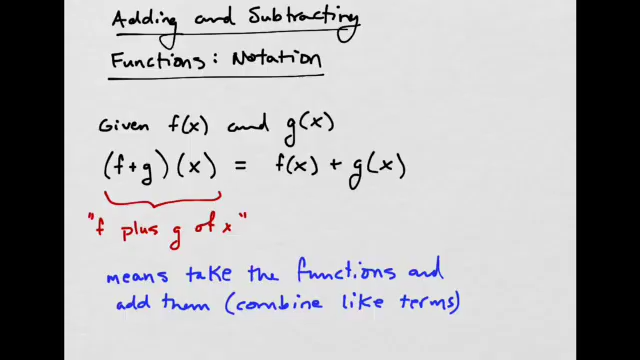 Adding and Subtracting
Functions: Notation
Given f(x) and g(x)
(f+g)(x) = f(x) + g(x)
"f plus g of x"
means take the functions and
add them (combine like terms)